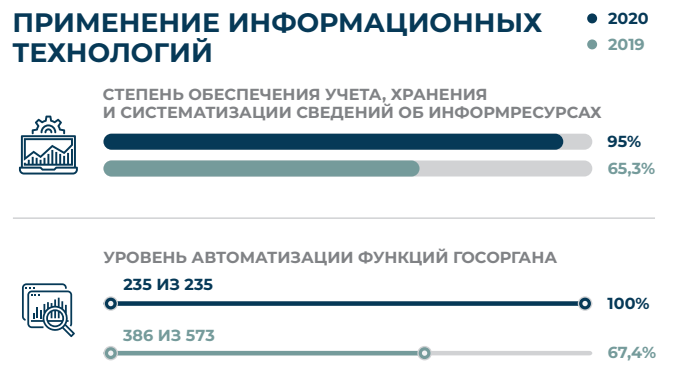 ПРИМЕНЕНИЕ ИНФОРМАЦИОННЫХ
ТЕХНОЛОГИЙ
2020
2019
СТЕПЕНЬ ОБЕСПЕЧЕНИЯ УЧЕТА, ХРАНЕНИЯ
И СИСТЕМАТИЗАЦИИ СВЕДЕНИЙ ОБ ИНФОРМРЕСУРСАХ
95%
65,3%
УРОВЕНЬ АВТОМАТИЗАЦИИ ФУНКЦИЙ ГОСОРГАНА
235 ИЗ 235
100%
386 ИЗ 573
67,4%